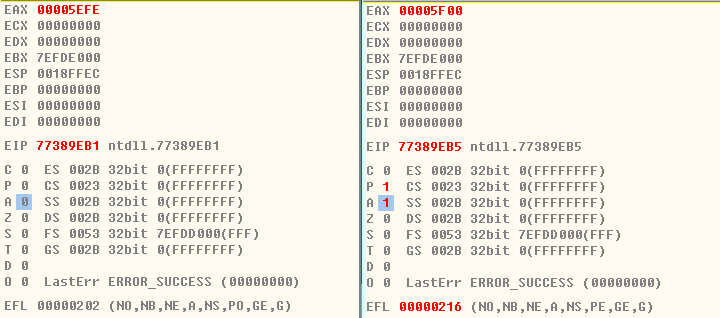 EAX 00005EFE
ECX 00000000
EDX 00000000
EBX 7EFDE000
ESP 0018FFEC
EBP 00000000
ESI 00000000
EDI 00000000
EIP 77389EB1 ntdll.77389EB1
C 0 ES 002B 32bit 0(FFFFFFFF)
P 0 CS 0023 32bit 0(FFFFFFFF)
A 0 SS 002B 32bit 0(FFFFFFFF)
Z 0 DS 002B 32bit 0(FFFFFFFF)
S 0 FS 0053 32bit 7EFDD000(FFF)
T 0 GS 002B 32bit 0(FFFFFFFF)
D 0
O 0 LastErr ERROR_SUCCESS (00000000)
EFL 00000202 (NO,NB,NE,A,NS,PO,GE,G)
EAX 00005F00
ECX 00000000
EDX 00000000
EBX 7EFDE000
ESP 0018FFEC
EBP 00000000
ESI 00000000
EDI 00000000
EIP 77389EB5 ntdll.77389EB5
C 0 ES 002B 32bit 0(FFFFFFFF)
P 1 CS 0023 32bit 0(FFFFFFFF)
A 1 SS 002B 32bit 0(FFFFFFFF)
Z 0 DS 002B 32bit 0(FFFFFFFF)
S 0 FS 0053 32bit 7EFDD000(FFF)
T 0 GS 002B 32bit 0(FFFFFFFF)
D 0
O 0 LastErr ERROR_SUCCESS (00000000)
EFL 00000216 (NO,NB,NE,A,NS,PE,GE,G)